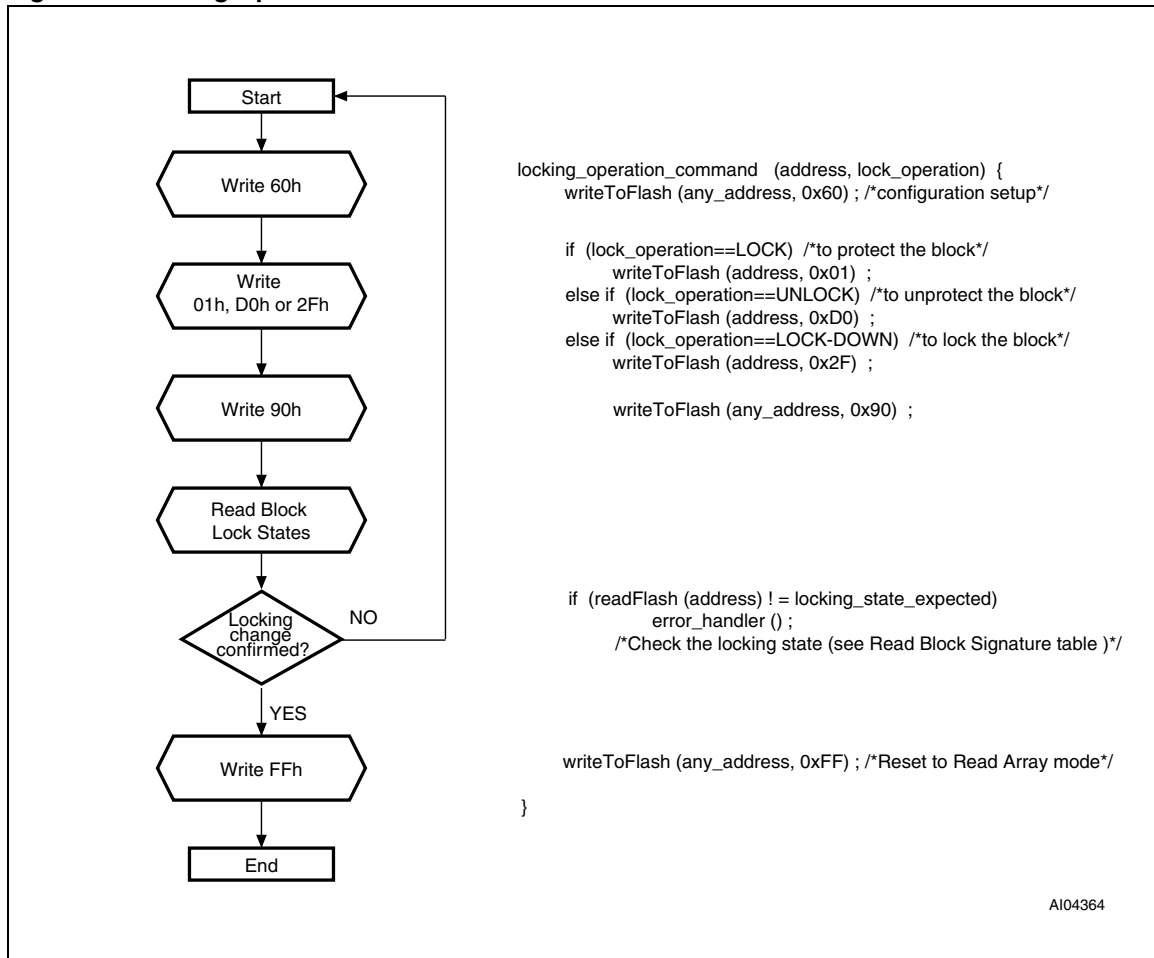 Start
Write 60h
Write
01h, D0h or 2Fh
Write 90h
Read Block
Lock States
Locking
change
confirmed?
NO
YES
Write FFh
End
locking_operation_command (address, lock_operation) {
writeToFlash (any_address, 0x60) ; /*configuration setup*/
if (lock_operation==LOCK) /*to protect the block*/
writeToFlash (address, 0x01) ;
else if (lock_operation==UNLOCK) /*to unprotect the block*/
writeToFlash (address, 0xD0) ;
else if (lock_operation==LOCK-DOWN) /*to lock the block*/
writeToFlash (address, 0x2F) ;
writeToFlash (any_address, 0x90) ;
if (readFlash (address) ! = locking_state_expected)
error_handler () ;
/*Check the locking state (see Read Block Signature table )*/
writeToFlash (any_address, 0xFF) ; /*Reset to Read Array mode*/
}
AI04364